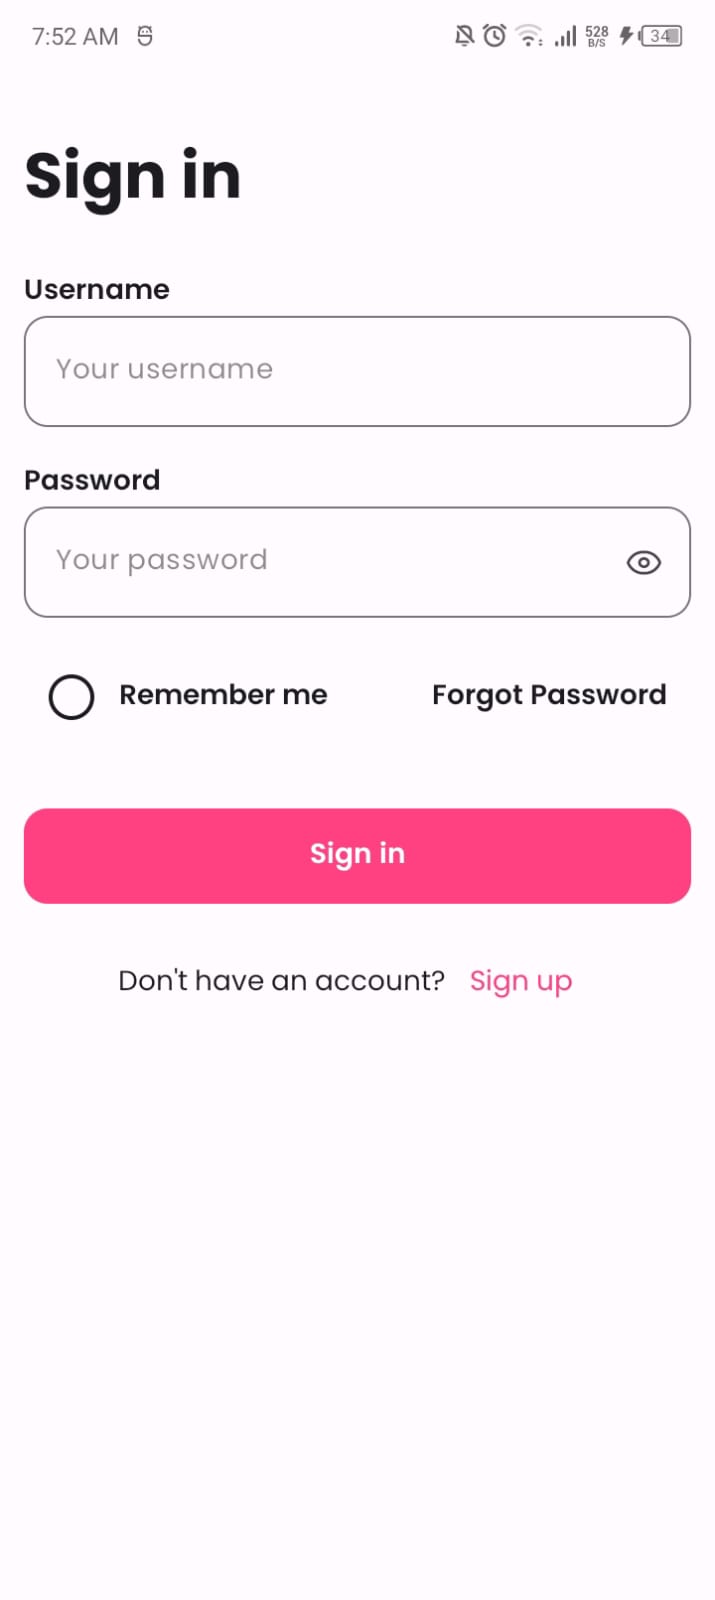 7:52 AM 528 B/S 34
Sign in
Username
Your username
Password
Your password
Remember me Forgot Password
Sign in
Don't have an account? Sign up